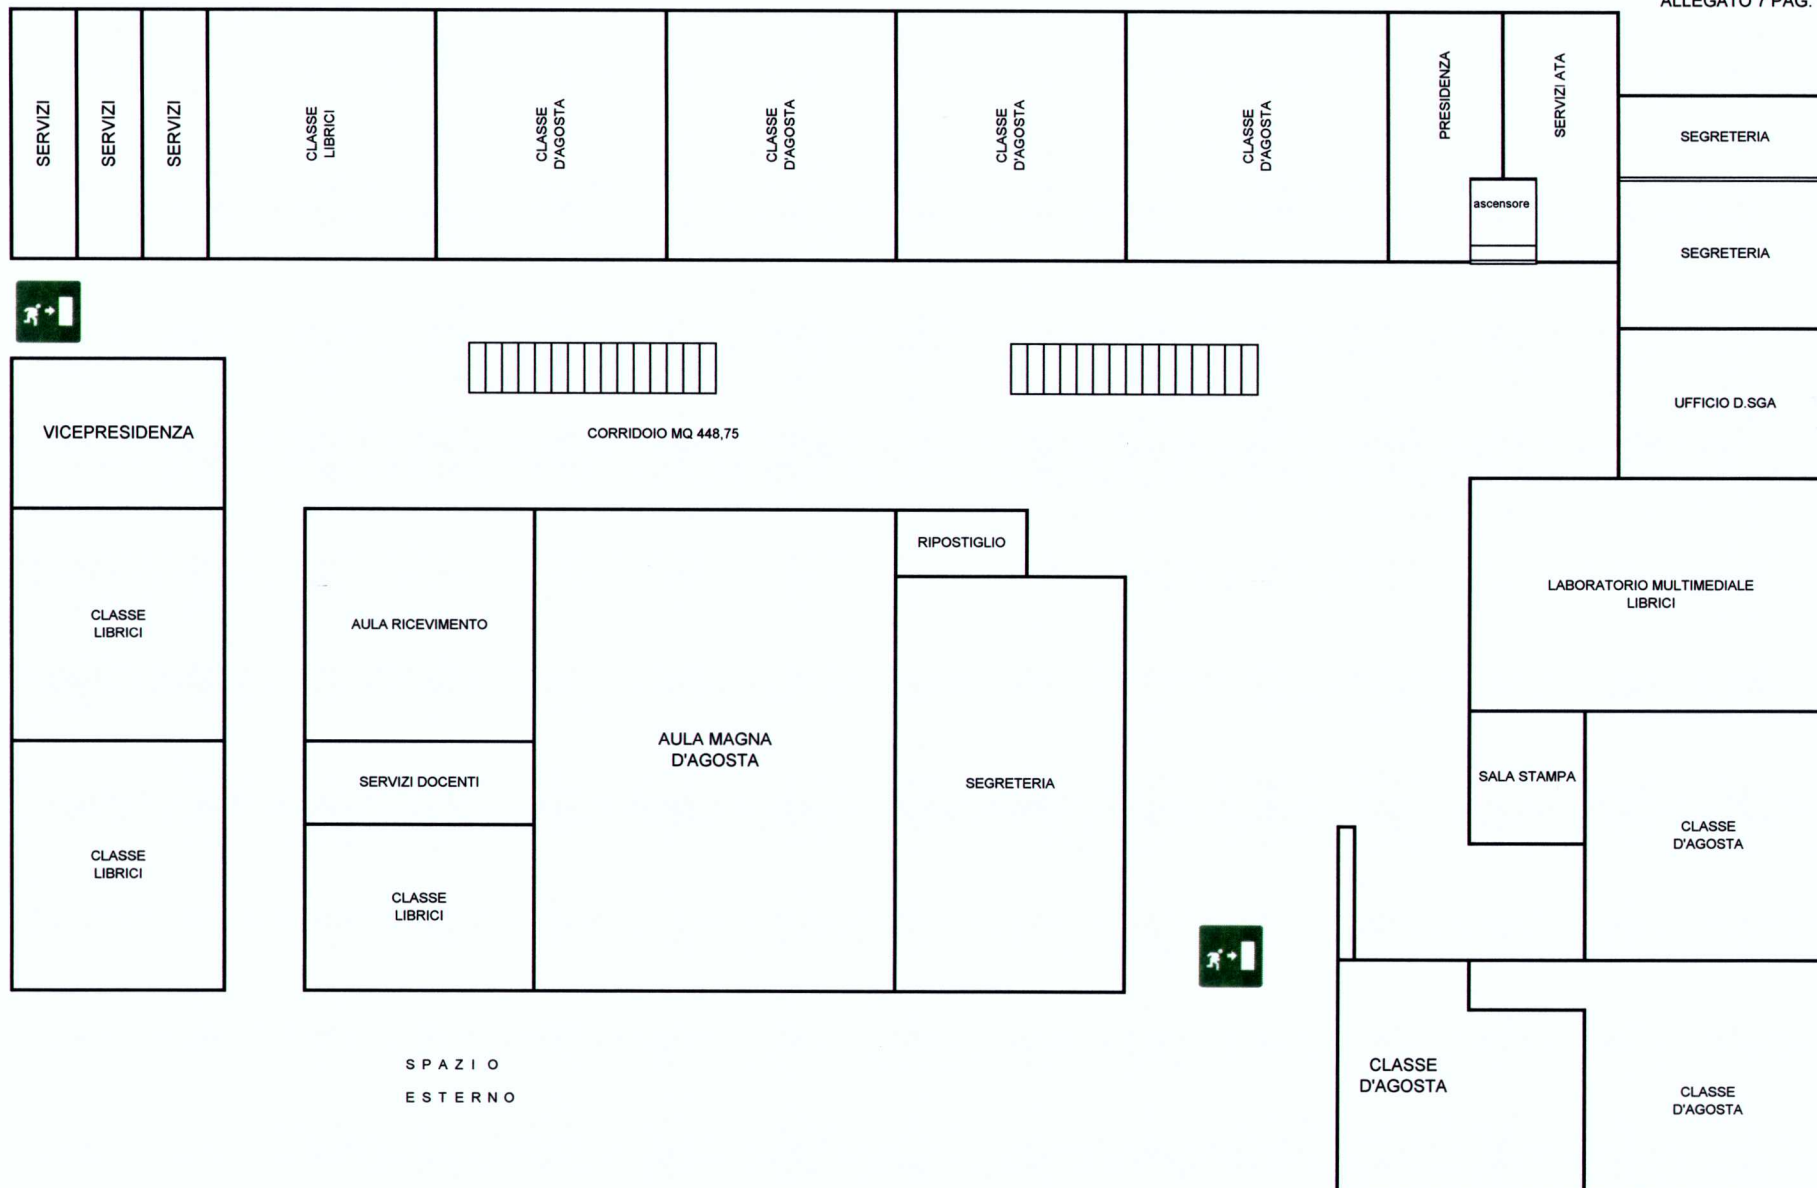 ALLEGATO 7 PAG.
SERVIZI
SERVIZI
SERVIZI
CLASSE
LIBRICI
CLASSE
D'AGOSTA
CLASSE
D'AGOSTA
CLASSE
D'AGOSTA
CLASSE
D'AGOSTA
PRESIDENZA
SERVIZI ATA
ascensore
SEGRETERIA
SEGRETERIA
UFFICIO D.SGA
VICEPRESIDENZA
CORRIDOIO MQ 448,75
RIPOSTIGLIO
LABORATORIO MULTIMEDIALE
LIBRICI
CLASSE
LIBRICI
AULA RICEVIMENTO
AULA MAGNA
D'AGOSTA
SERVIZI DOCENTI
SEGRETERIA
SALA STAMPA
CLASSE
D'AGOSTA
CLASSE
LIBRICI
CLASSE
LIBRICI
SPAZIO
ESTERNO
CLASSE
D'AGOSTA
CLASSE
D'AGOSTA